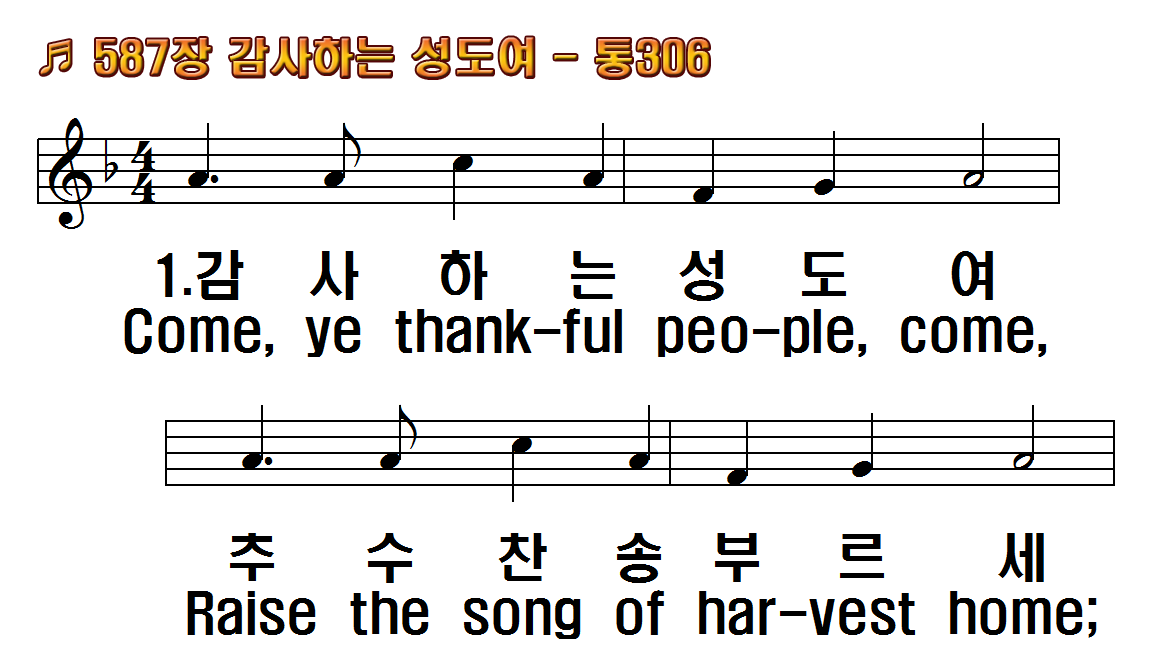 ♬ 587장 감사하는 성도여 - 통306
4
4
1.감 사 하 는 성 도 여
Come, ye thank-ful peo-ple, come,
추 수 찬 송 부 르 세
Raise the song of har-vest home;